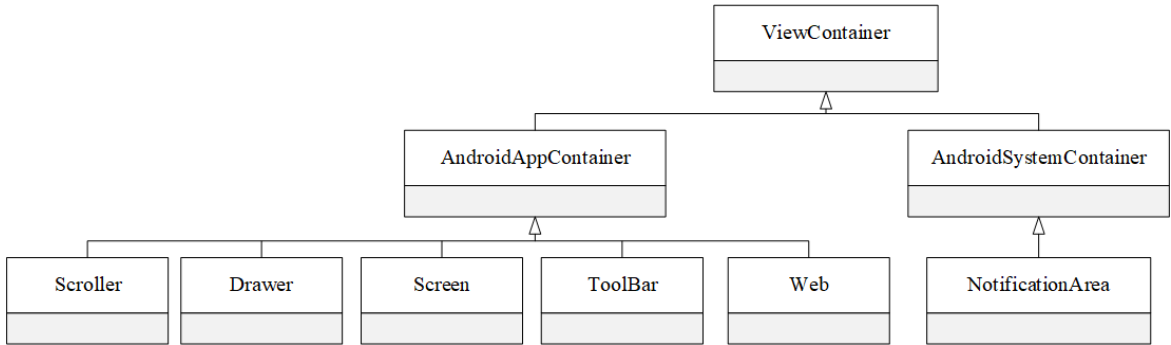 ViewContainer
AndroidAppContainer
AndroidSystemContainer
Scroller
Drawer
Screen
ToolBar
Web
NotificationArea